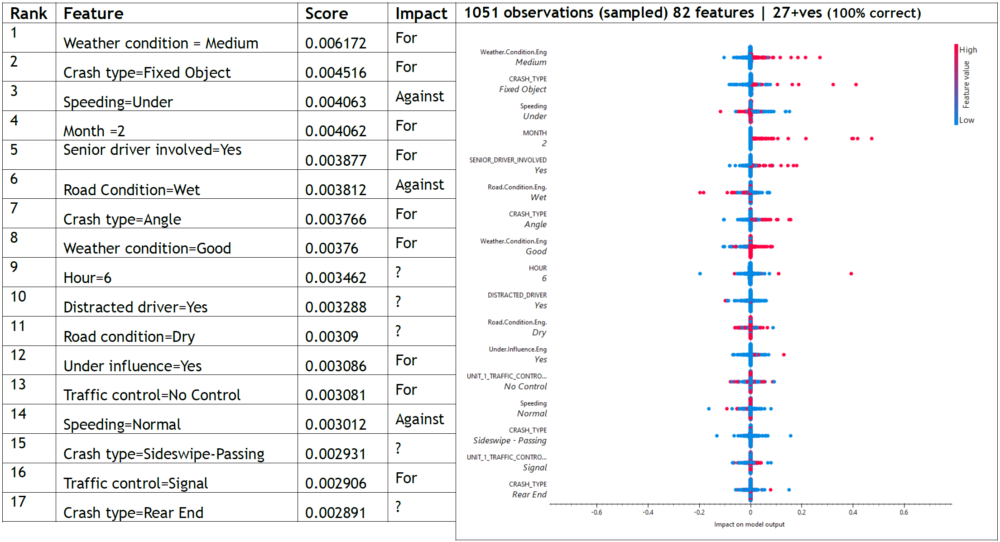 Rank Feature Score Impact 1051 observations (sampled) 82 features | 27+ves (100% correct)
1 Weather condition = Medium 0.006172 For
2 Crash type=Fixed Object 0.004516 For
3 Speeding=Under 0.004063 Against
4 Month =2 0.004062 For
5 Senior driver involved=Yes 0.003877 For
6 Road Condition=Wet 0.003812 Against
7 Crash type=Angle 0.003766 For
8 Weather condition=Good 0.00376 For
9 Hour=6 0.003462 ?
10 Distracted driver=Yes 0.003288 ?
11 Road condition=Dry 0.00309 ?
12 Under influence=Yes 0.003086 For
13 Traffic control=No Control 0.003081 For
14 Speeding=Normal 0.003012 Against
15 Crash type=Sideswipe-Passing 0.002931 ?
16 Traffic control=Signal 0.002906 For
17 Crash type=Rear End 0.002891 ?
Weather.Condition.Eng
Medium
CRASH_TYPE
Fixed Object
Speeding
Under
MONTH
2
SENIOR_DRIVER_INVOLVED
Yes
Road.Condition.Eng.
Wet
CRASH_TYPE
Angle
Weather.Condition.Eng
Good
HOUR
6
DISTRACTED_DRIVER
Yes
Road.Condition.Eng.
Dry
Under.Influence.Eng
Yes
UNIT_1_TRAFFIC_CONTRO...
No Control
Speeding
Normal
CRASH_TYPE
Sideswipe - Passing
UNIT_1_TRAFFIC_CONTRO...
Signal
CRASH_TYPE
Rear End
-0.6 -0.4 -0.2 0 0.2 0.4 0.6
Impact on model output
High
Feature value
Low